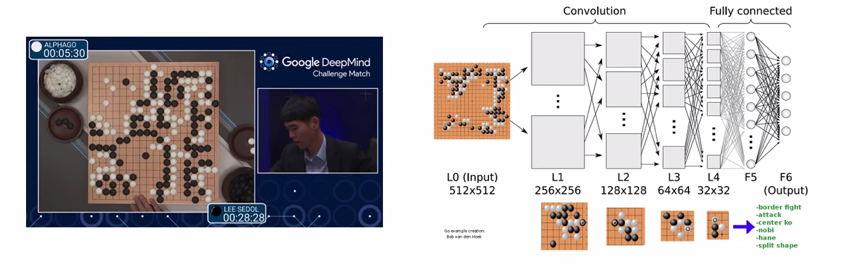 ALPHAGO
00:05:30
Google DeepMind
Challenge Match
LEE SEDOL
00:28:28
Convolution
Fully connected
L0 (Input)
512x512
L1
256x256
L2
128x128
L3
64x64
L4
32x32
F5
F6
(Output)
Go example creation:
Bob van den Hoek
-border fight
-attack
-center ko
-nobi
-hane
-split shape